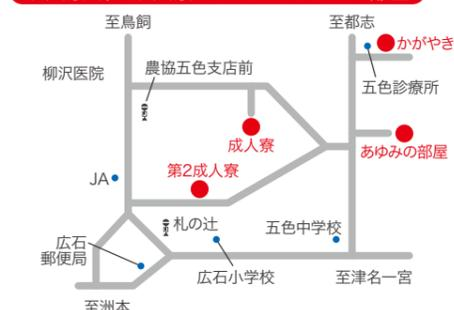 至鳥飼
至都志
かがやき
柳沢医院
農協五色支店前
五色診療所
成人寮
あゆみの部屋
第2成人寮
JA
札の辻
五色中学校
広石
郵便局
広石小学校
至津名一宮
至洲本